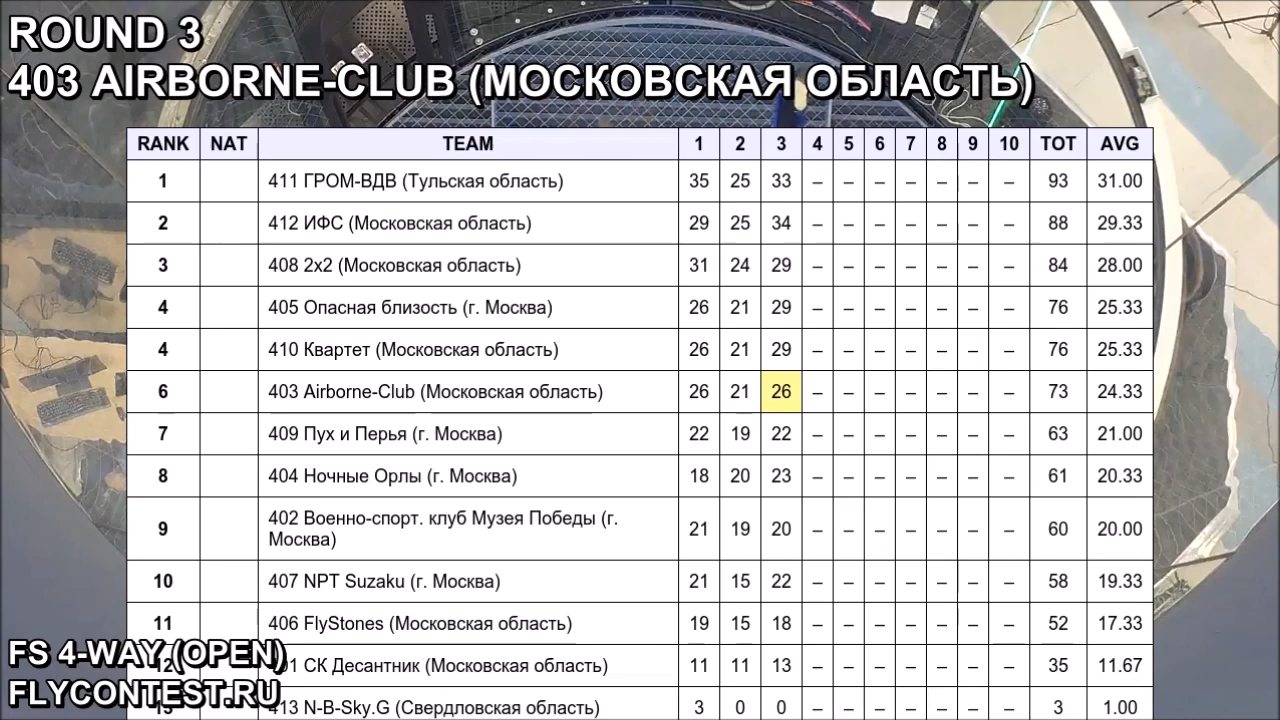 ROUND 3
403 AIRBORNE-CLUB (МОСКОВСКАЯ ОБЛАСТЬ)
RANK NAT TEAM 1 2 3 4 5 6 7 8 9 10 TOT AVG
1 411 ГРОМ-ВДВ (Тульская область) 35 25 33 – – – – – – – 93 31.00
2 412 ИФС (Московская область) 29 25 34 – – – – – – – 88 29.33
3 408 2x2 (Московская область) 31 24 29 – – – – – – – 84 28.00
4 405 Опасная близость (г. Москва) 26 21 29 – – – – – – – 76 25.33
4 410 Квартет (Московская область) 26 21 29 – – – – – – – 76 25.33
6 403 Airborne-Club (Московская область) 26 21 26 – – – – – – – 73 24.33
7 409 Пух и Перья (г. Москва) 22 19 22 – – – – – – – 63 21.00
8 404 Ночные Орлы (г. Москва) 18 20 23 – – – – – – – 61 20.33
9 402 Военно-спорт. клуб Музея Победы (г.
Москва) 21 19 20 – – – – – – – 60 20.00
10 407 NPT Suzaku (г. Москва) 21 15 22 – – – – – – – 58 19.33
11 406 FlyStones (Московская область) 19 15 18 – – – – – – – 52 17.33
СК Десантник (Московская область) 11 11 13 – – – – – – – 35 11.67
413 N-B-Sky.G (Свердловская область) 3 0 0 – – – – – – – 3 1.00
FS 4-WAY (OPEN)
FLYCONTEST.RU